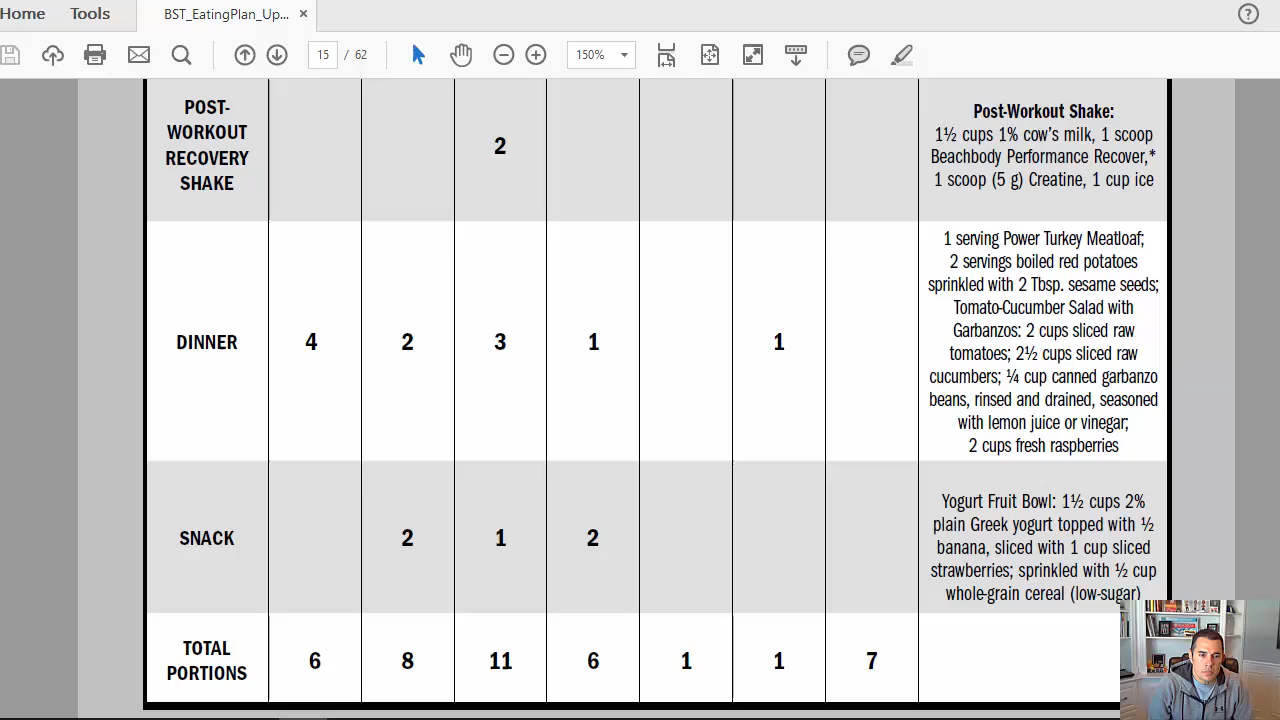 Home Tools BST_EatingPlan_Up... ×
15 / 62 150%
POST-
WORKOUT
RECOVERY
SHAKE
2
Post-Workout Shake:
1½ cups 1% cow's milk, 1 scoop
Beachbody Performance Recover,*
1 scoop (5 g) Creatine, 1 cup ice
DINNER
4 2 3 1 1
1 serving Power Turkey Meatloaf;
2 servings boiled red potatoes
sprinkled with 2 Tbsp. sesame seeds;
Tomato-Cucumber Salad with
Garbanzos: 2 cups sliced raw
tomatoes; 2½ cups sliced raw
cucumbers; ¼ cup canned garbanzo
beans, rinsed and drained, seasoned
with lemon juice or vinegar;
2 cups fresh raspberries
SNACK
2 1 2
Yogurt Fruit Bowl: 1½ cups 2%
plain Greek yogurt topped with ½
banana, sliced with 1 cup sliced
strawberries; sprinkled with ½ cup
whole-grain cereal (low-sugar)
TOTAL
PORTIONS
6 8 11 6 1 1 7